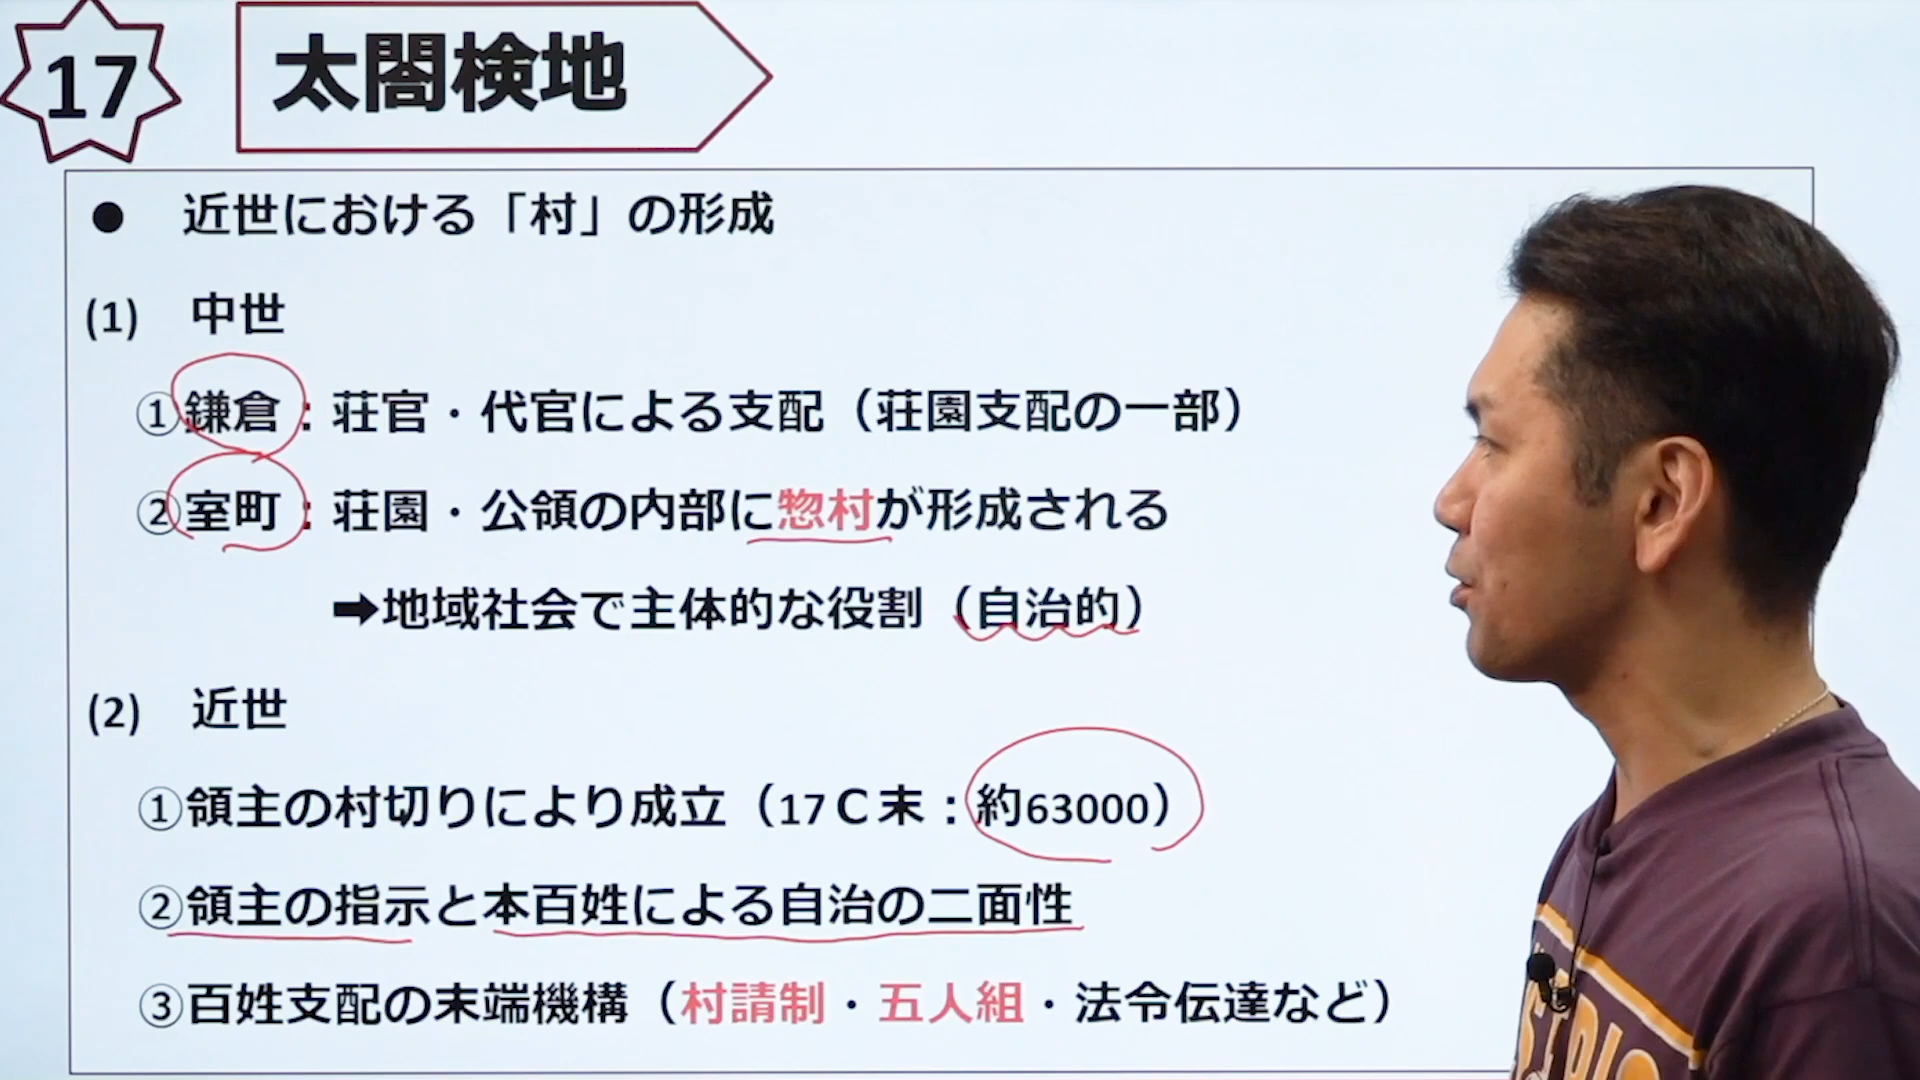 17
太閤検地
● 近世における「村」の形成
(1) 中世
①鎌倉：荘官・代官による支配（荘園支配の一部）
②室町：荘園・公領の内部に惣村が形成される
➡地域社会で主体的な役割（自治的）
(2) 近世
①領主の村切りにより成立（17Ｃ末：約63000）
②領主の指示と本百姓による自治の二面性
③百姓支配の末端機構（村請制・五人組・法令伝達など）